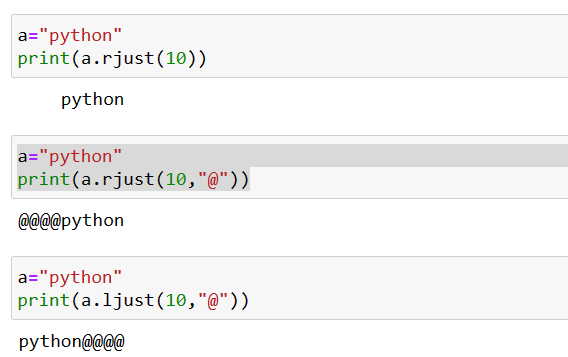 a="python"
print(a.rjust(10))
    python
a="python"
print(a.rjust(10,"@"))
@@@@python
a="python"
print(a.ljust(10,"@"))
python@@@@